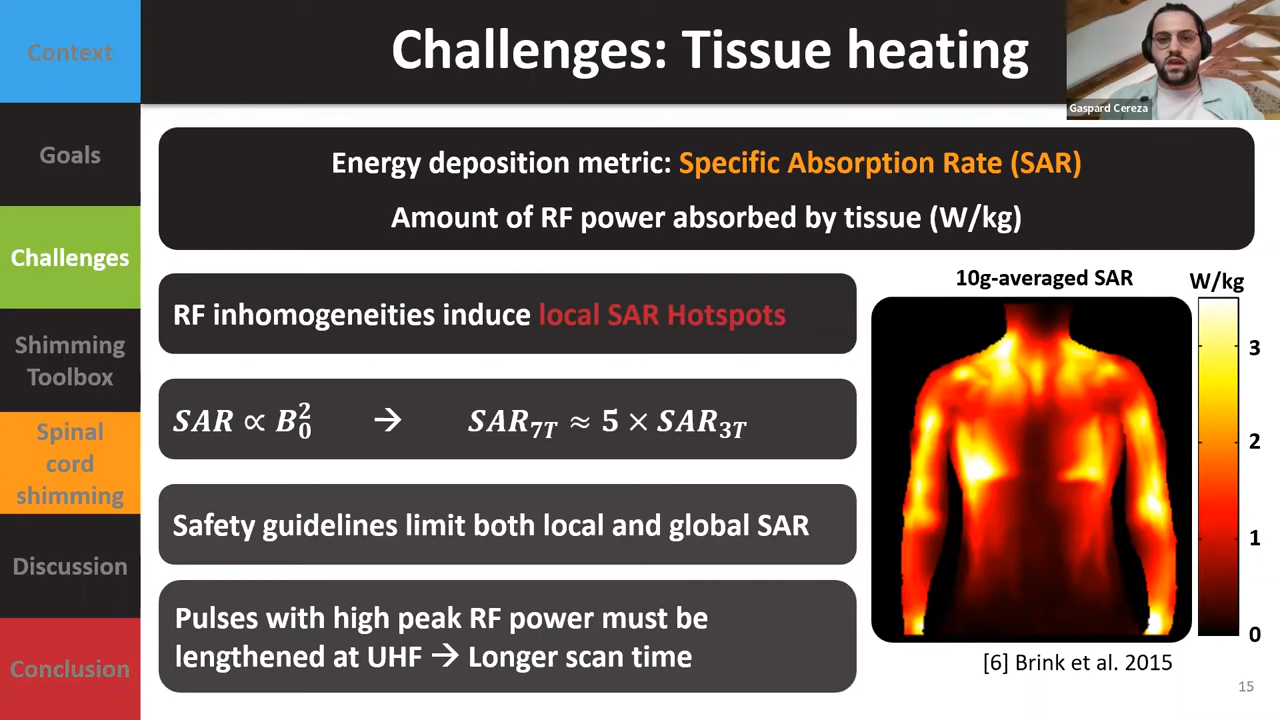 Context
Goals
Challenges
Shimming
Toolbox
Spinal
cord
shimming
Discussion
Conclusion
Challenges: Tissue heating
Gaspard Cereza
Energy deposition metric: Specific Absorption Rate (SAR)
Amount of RF power absorbed by tissue (W/kg)
RF inhomogeneities induce local SAR Hotspots
SAR ∝ B₀² → SAR₇T ≈ 5 × SAR₃T
Safety guidelines limit both local and global SAR
Pulses with high peak RF power must be
lengthened at UHF → Longer scan time
10g-averaged SAR
W/kg
3
2
1
0
[6] Brink et al. 2015
15